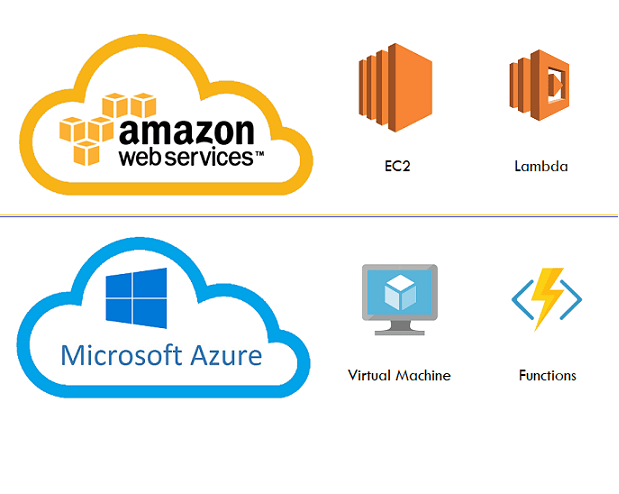 amazon
web services™
EC2
Lambda
Microsoft Azure
Virtual Machine
Functions